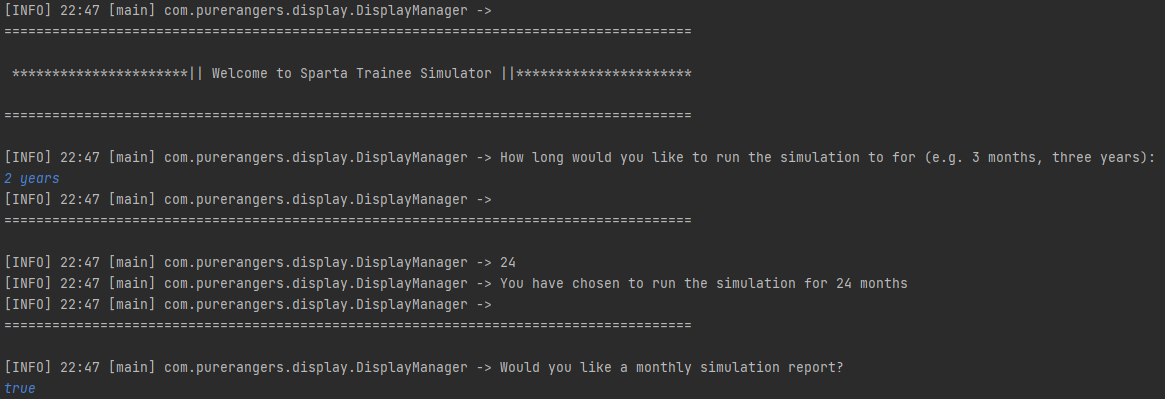 [INFO] 22:47 [main] com.purerangers.display.DisplayManager ->
======================================================================================
**********************|| Welcome to Sparta Trainee Simulator ||**********************
======================================================================================
[INFO] 22:47 [main] com.purerangers.display.DisplayManager -> How long would you like to run the simulation to for (e.g. 3 months, three years):
2 years
[INFO] 22:47 [main] com.purerangers.display.DisplayManager ->
======================================================================================
[INFO] 22:47 [main] com.purerangers.display.DisplayManager -> 24
[INFO] 22:47 [main] com.purerangers.display.DisplayManager -> You have chosen to run the simulation for 24 months
[INFO] 22:47 [main] com.purerangers.display.DisplayManager ->
======================================================================================
[INFO] 22:47 [main] com.purerangers.display.DisplayManager -> Would you like a monthly simulation report?
true